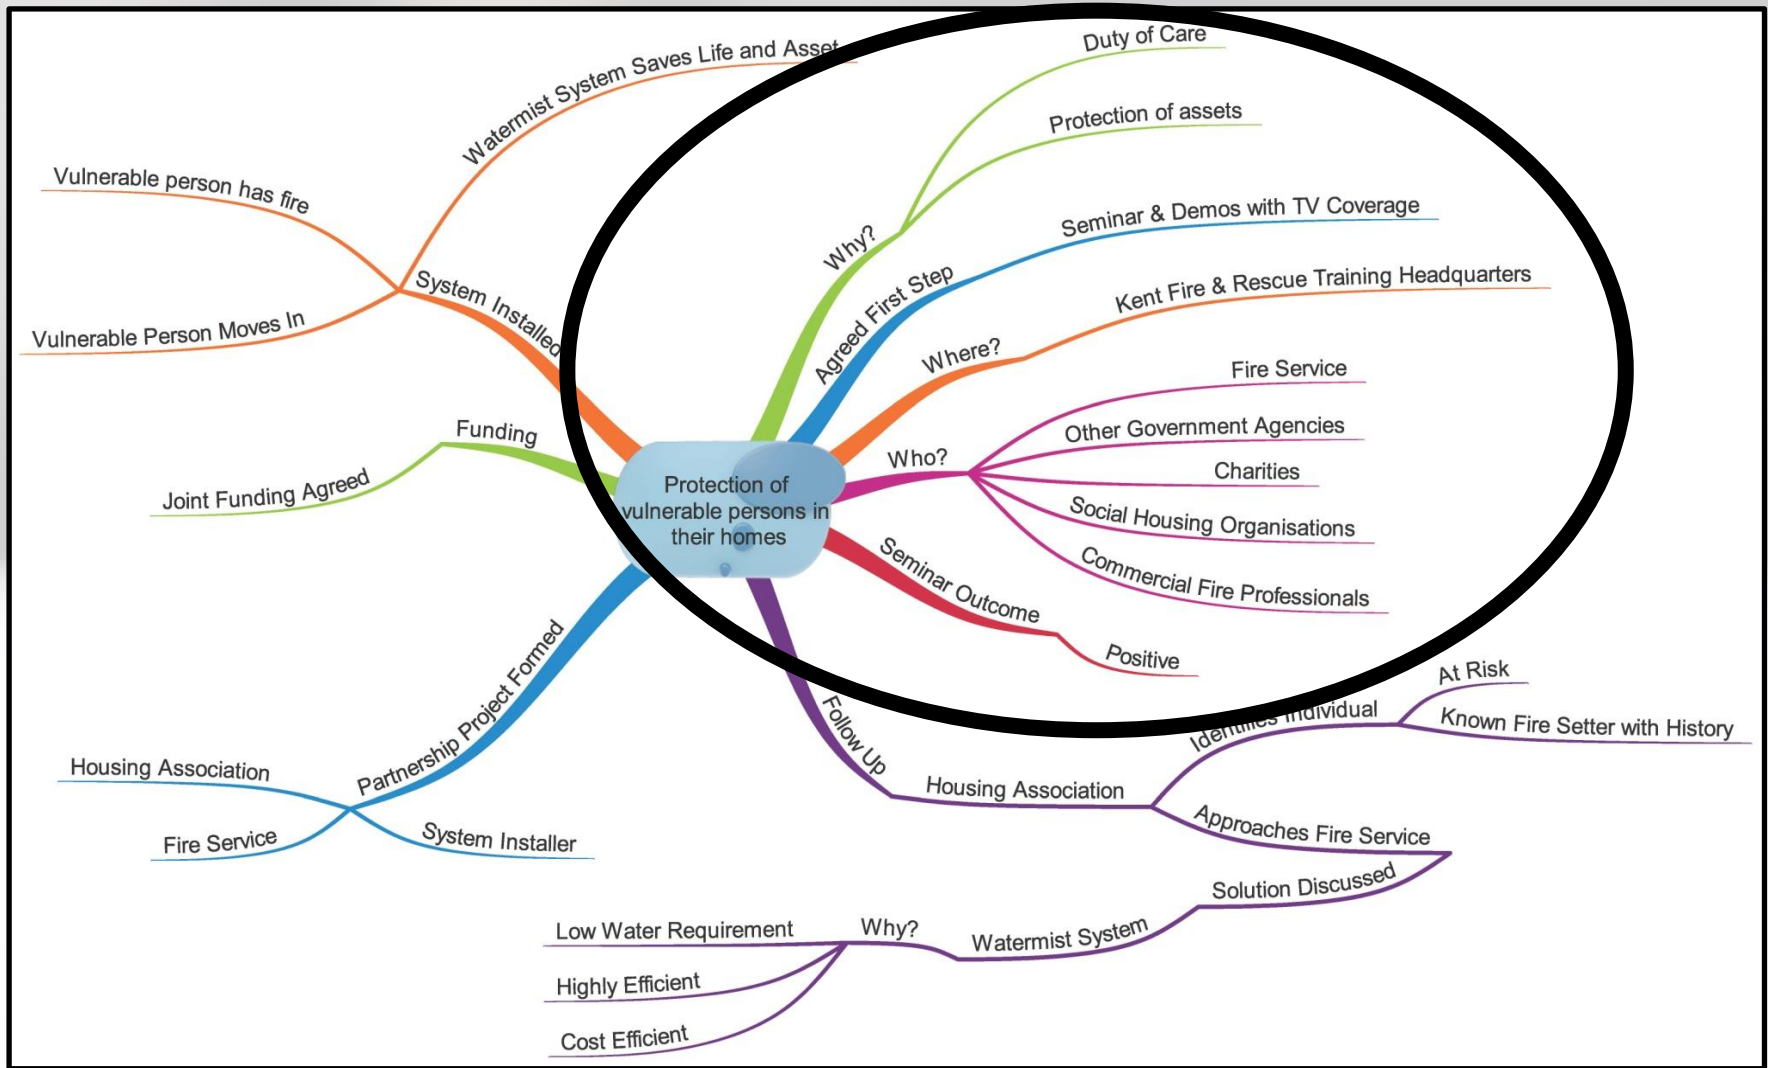 Protection of
vulnerable persons in
their homes
Why?
Duty of Care
Protection of assets
Agreed First Step
Seminar & Demos with TV Coverage
Where?
Kent Fire & Rescue Training Headquarters
Who?
Fire Service
Other Government Agencies
Charities
Social Housing Organisations
Commercial Fire Professionals
Seminar Outcome
Positive
Follow Up
Housing Association
Identifies Individual
At Risk
Known Fire Setter with History
Approaches Fire Service
Solution Discussed
Watermist System
Why?
Low Water Requirement
Highly Efficient
Cost Efficient
Partnership Project Formed
Housing Association
Fire Service
System Installer
Funding
Joint Funding Agreed
System Installed
Vulnerable Person Moves In
Vulnerable person has fire
Watermist System Saves Life and Asset